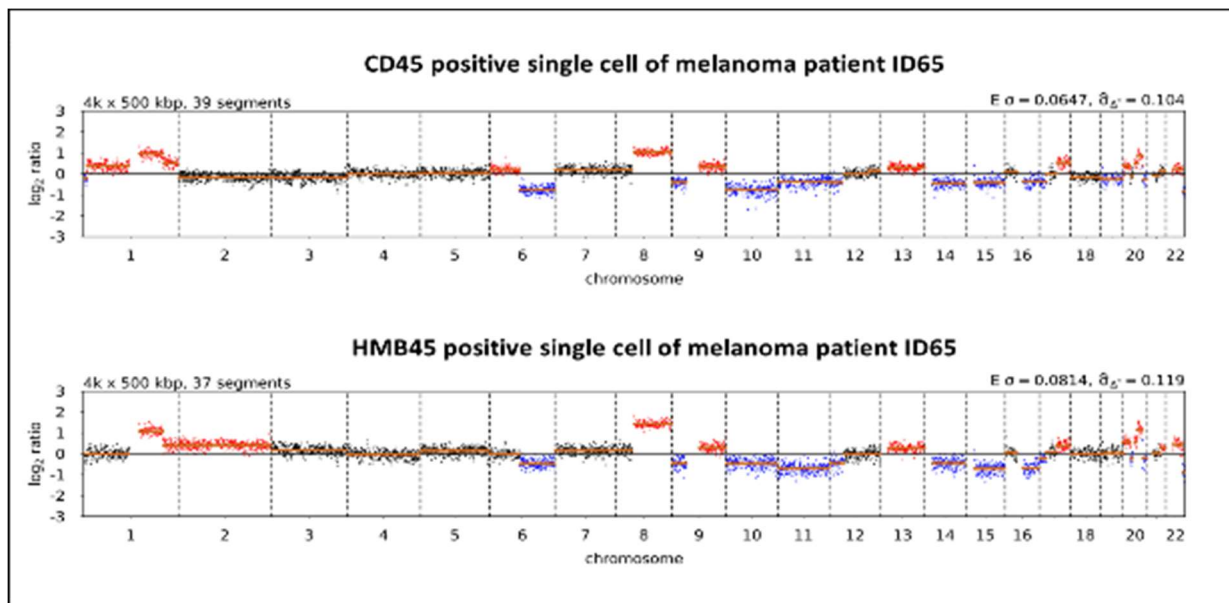 CD45 positive single cell of melanoma patient ID65
4k x 500 kbp, 39 segments
E σ = 0.0647, σ̂Δ* = 0.104
3
2
1
0
-1
-2
-3
log2 ratio
1 2 3 4 5 6 7 8 9 10 11 12 13 14 15 16 18 20 22
chromosome
HMB45 positive single cell of melanoma patient ID65
4k x 500 kbp, 37 segments
E σ = 0.0814, σ̂Δ* = 0.119
3
2
1
0
-1
-2
-3
log2 ratio
1 2 3 4 5 6 7 8 9 10 11 12 13 14 15 16 18 20 22
chromosome